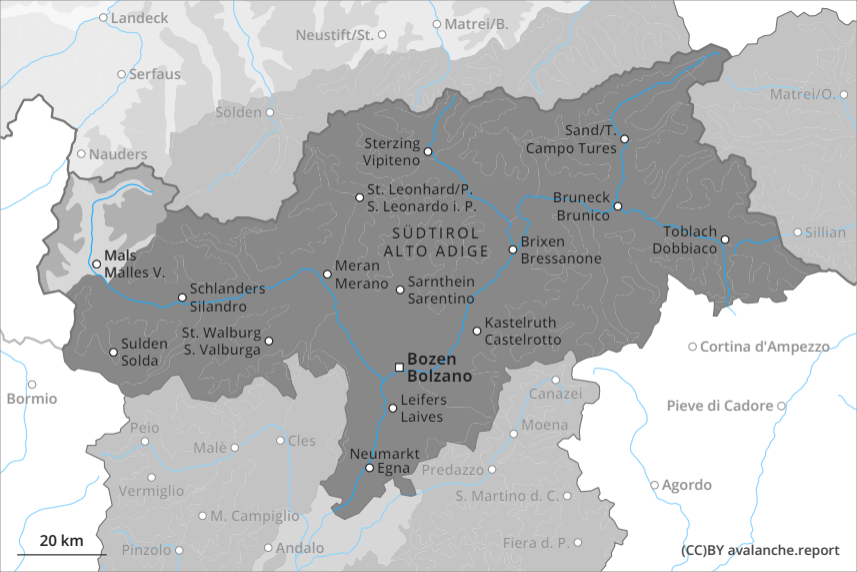 Landeck
Matrei/B.
Neustift/St.
Serfaus
Matrei/O.
Sölden
Sand/T.
Campo Tures
Sterzing
Vipiteno
Nauders
St. Leonhard/P.
S. Leonardo i. P.
Bruneck
Brunico
SÜDTIROL
ALTO ADIGE
Toblach
Dobbiaco
Sillian
Brixen
Bressanone
Mals
Malles V.
Meran
Merano
Sarnthein
Sarentino
Schlanders
Silandro
Kastelruth
Castelrotto
St. Walburg
S. Valburga
Sulden
Solda
Cortina d'Ampezzo
Bozen
Bolzano
Bormio
Canazei
Leifers
Laives
Pieve di Cadore
Moena
Peio
Malè
Cles
Neumarkt
Egna
Predazzo
Vermiglio
Agordo
S. Martino d. C.
M. Campiglio
20 km
Pinzolo
Andalo
Fiera d. P.
(CC)BY avalanche.report